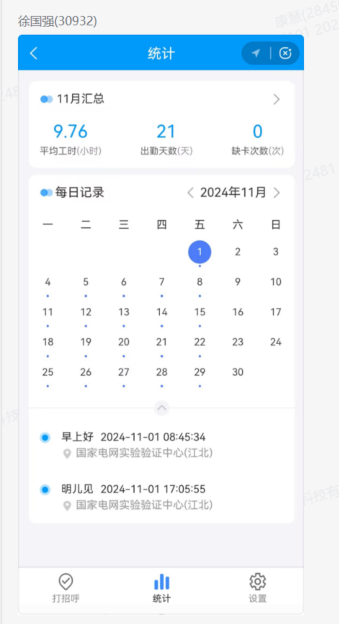 徐国强(30932)
统计
11月汇总
9.76 21 0
平均工时(小时) 出勤天数(天) 缺卡次数(次)
每日记录 2024年11月
一 二 三 四 五 六 日
1 2 3
4 5 6 7 8 9 10
11 12 13 14 15 16 17
18 19 20 21 22 23 24
25 26 27 28 29 30
早上好 2024-11-01 08:45:34
国家电网实验验证中心(江北)
明儿见 2024-11-01 17:05:55
国家电网实验验证中心(江北)
打招呼 统计 设置